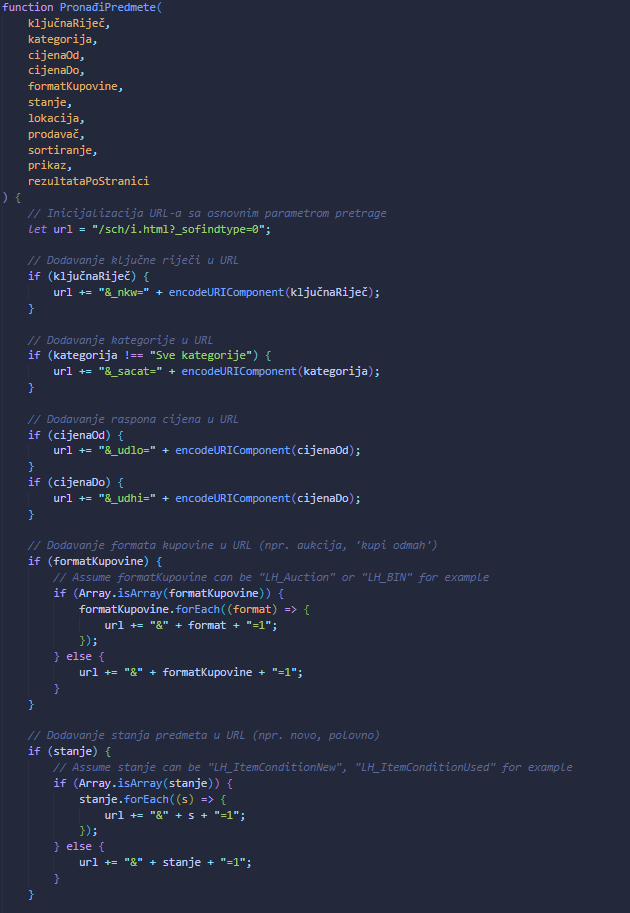 function PronađiPredmete(
ključnaRiječ,
kategorija,
cijenaOd,
cijenaDo,
formatKupovine,
stanje,
lokacija,
prodavač,
sortiranje,
prikaz,
rezultataPoStranici
) {
// Inicijalizacija URL-a sa osnovnim parametrom pretrage
let url = "/sch/i.html?_sofindtype=0";
// Dodavanje ključne riječi u URL
if (ključnaRiječ) {
url += "&_nkw=" + encodeURIComponent(ključnaRiječ);
}
// Dodavanje kategorije u URL
if (kategorija !== "Sve kategorije") {
url += "&_sacat=" + encodeURIComponent(kategorija);
}
// Dodavanje raspona cijena u URL
if (cijenaOd) {
url += "&_udlo=" + encodeURIComponent(cijenaOd);
}
if (cijenaDo) {
url += "&_udhi=" + encodeURIComponent(cijenaDo);
}
// Dodavanje formata kupovine u URL (npr. aukcija, 'kupi odmah')
if (formatKupovine) {
// Assume formatKupovine can be "LH_Auction" or "LH_BIN" for example
if (Array.isArray(formatKupovine)) {
formatKupovine.forEach((format) => {
url += "&" + format + "=1";
});
} else {
url += "&" + formatKupovine + "=1";
}
}
// Dodavanje stanja predmeta u URL (npr. novo, polovno)
if (stanje) {
// Assume stanje can be "LH_ItemConditionNew", "LH_ItemConditionUsed" for example
if (Array.isArray(stanje)) {
stanje.forEach((s) => {
url += "&" + s + "=1";
});
} else {
url += "&" + stanje + "=1";
}
}